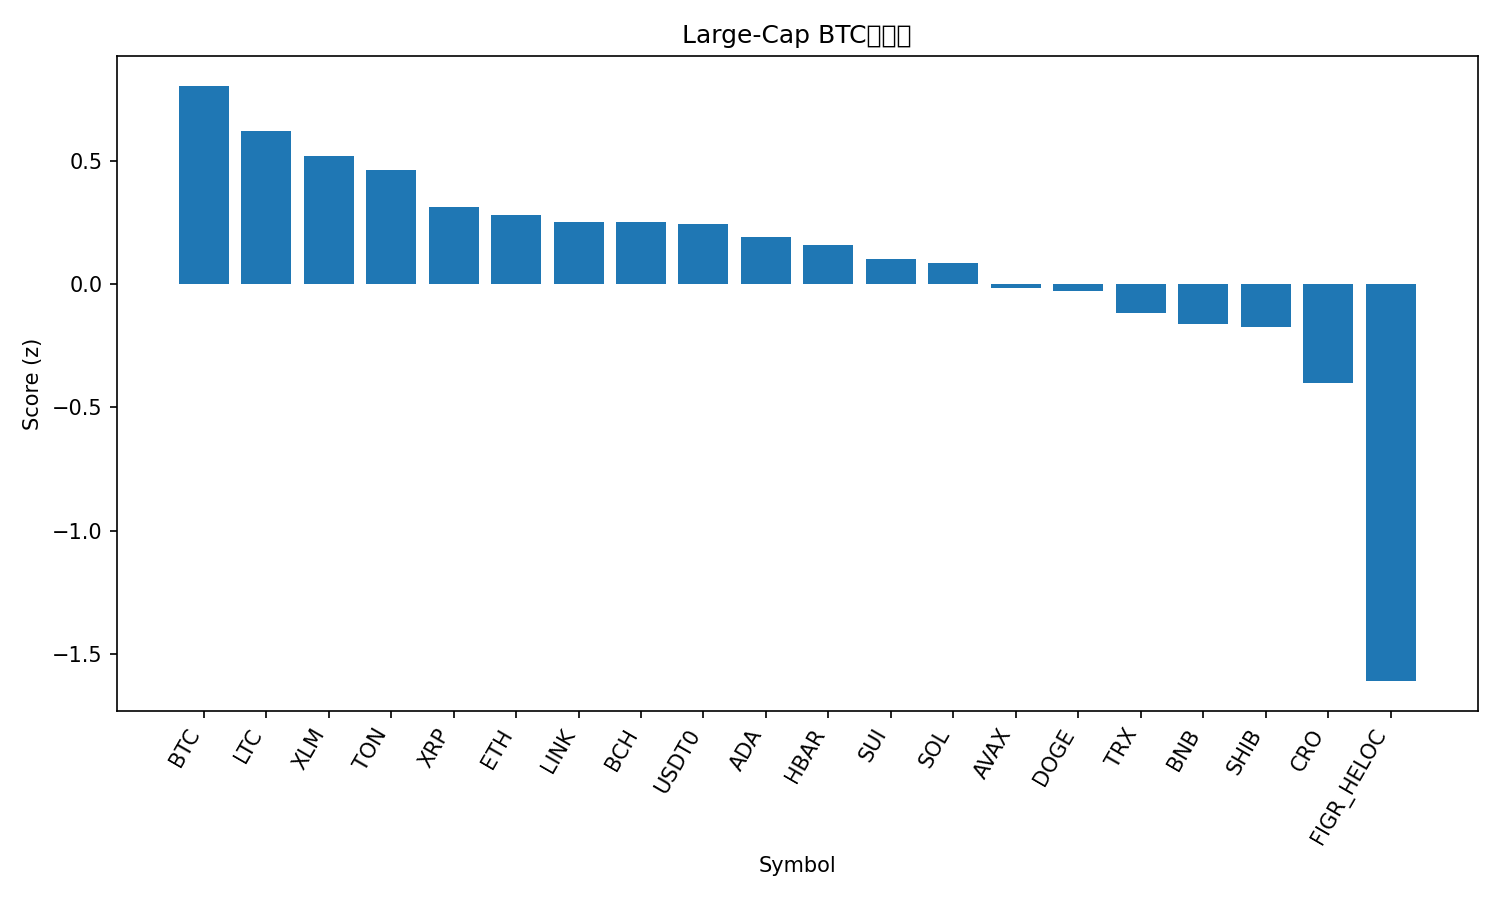 Large-Cap BTC
Score (z)
0.5
0.0
−0.5
−1.0
−1.5
BTC
LTC
XLM
TON
XRP
ETH
LINK
BCH
USDT0
ADA
HBAR
SUI
SOL
AVAX
DOGE
TRX
BNB
SHIB
CRO
FIGR_HELOC
Symbol